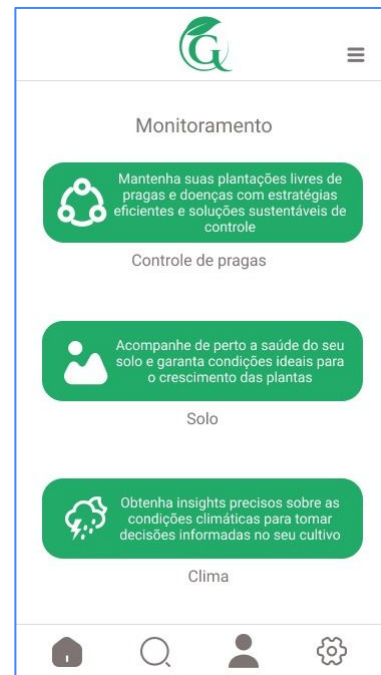 G
Monitoramento
Mantenha suas plantações livres de
pragas e doenças com estratégias
eficientes e soluções sustentáveis de
controle
Controle de pragas
Acompanhe de perto a saúde do seu
solo e garanta condições ideais para
o crescimento das plantas
Solo
Obtenha insights precisos sobre as
condições climáticas para tomar
decisões informadas no seu cultivo
Clima